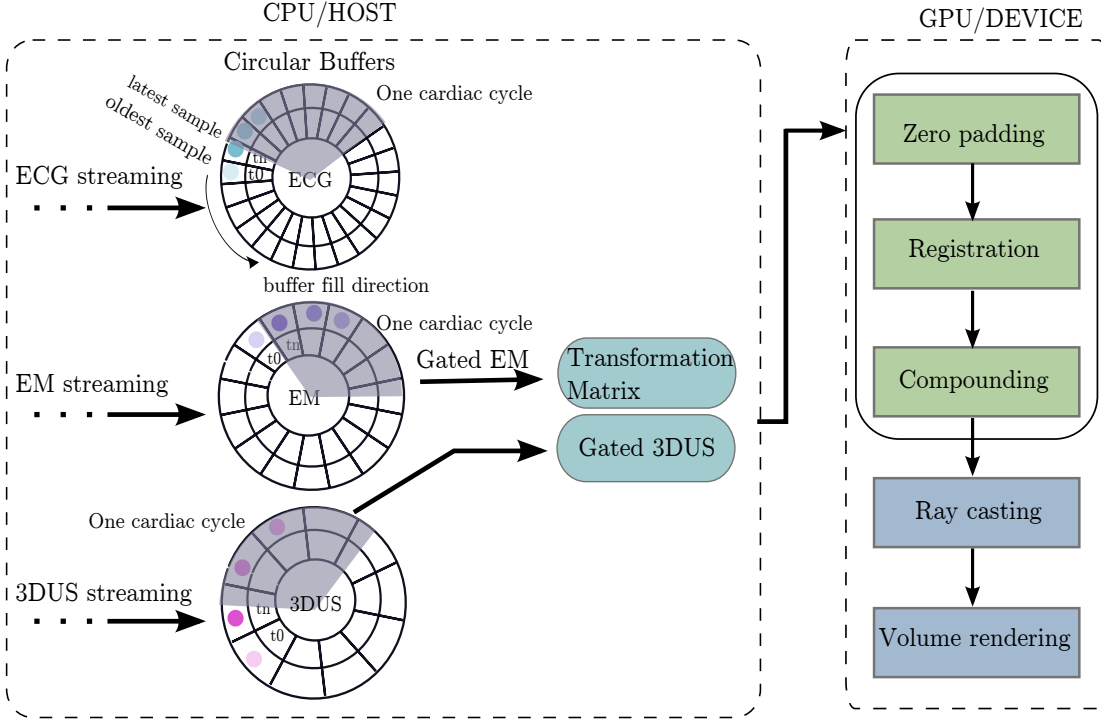 CPU/HOST
GPU/DEVICE
Circular Buffers
latest sample
oldest sample
One cardiac cycle
tn
t0
ECG
ECG streaming
buffer fill direction
One cardiac cycle
tn
t0
EM
EM streaming
Gated EM
Transformation
Matrix
Gated 3DUS
One cardiac cycle
3DUS streaming
tn
3DUS
t0
Zero padding
Registration
Compounding
Ray casting
Volume rendering